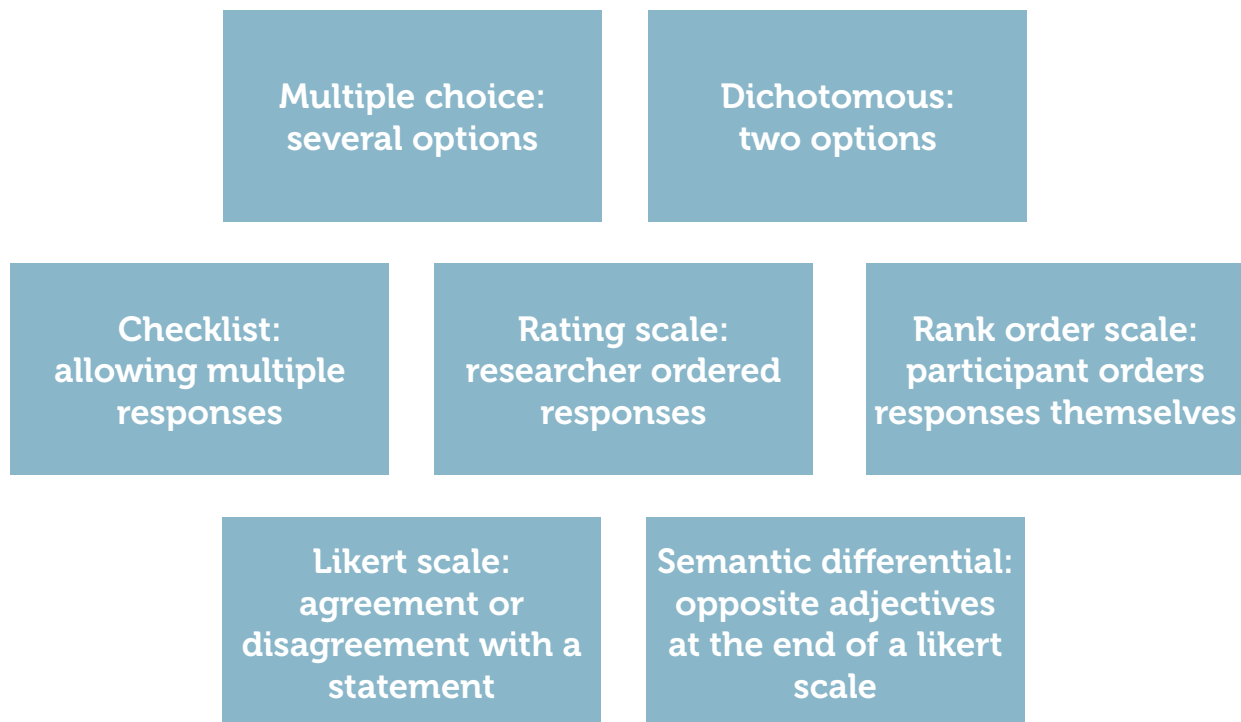 Multiple choice:
several options
Dichotomous:
two options
Checklist:
allowing multiple
responses
Rating scale:
researcher ordered
responses
Rank order scale:
participant orders
responses themselves
Likert scale:
agreement or
disagreement with a
statement
Semantic differential:
opposite adjectives
at the end of a likert
scale